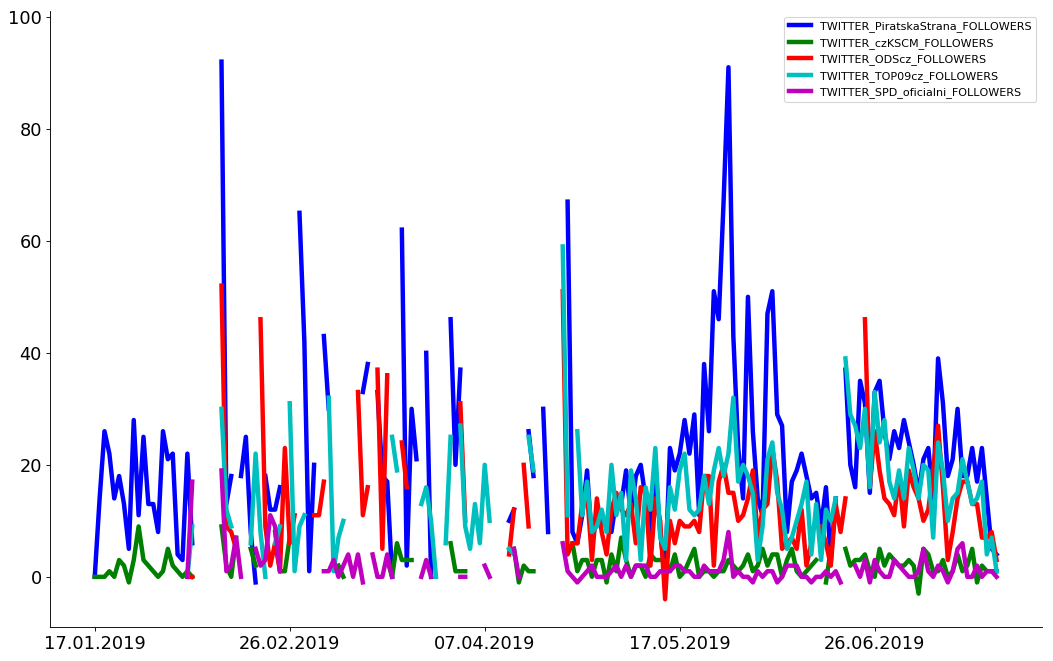 100
80
60
40
20
0
17.01.2019
26.02.2019
07.04.2019
17.05.2019
26.06.2019
TWITTER_PiratskaStrana_FOLLOWERS
TWITTER_czKSCM_FOLLOWERS
TWITTER_ODScz_FOLLOWERS
TWITTER_TOP09cz_FOLLOWERS
TWITTER_SPD_oficialni_FOLLOWERS